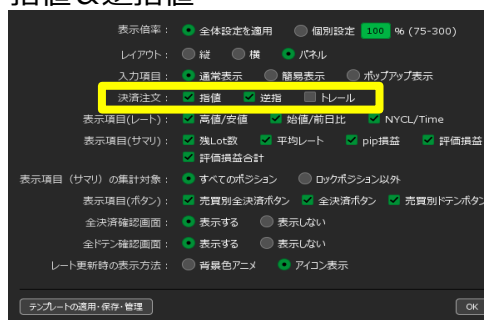 指値&逆指値
表示倍率： 全体設定を適用 個別設定 100 % (75-300)
レイアウト： 縦 横 パネル
入力項目： 通常表示 簡易表示 ポップアップ表示
決済注文： 指値 逆指 トレール
表示項目(レート)： 高値/安値 始値/前日比 NYCL/Time
表示項目(サマリ)： 残Lot数 平均レート pip損益 評価損益
評価損益合計
表示項目（サマリ）の集計対象： すべてのポジション ロックポジション以外
表示項目(ボタン)： 売買別全決済ボタン 全決済ボタン 売買別ドテンボタン
全決済確認画面： 表示する 表示しない
全ドテン確認画面： 表示する 表示しない
レート更新時の表示方法： 背景色アニメ アイコン表示
テンプレートの適用・保存・管理 OK